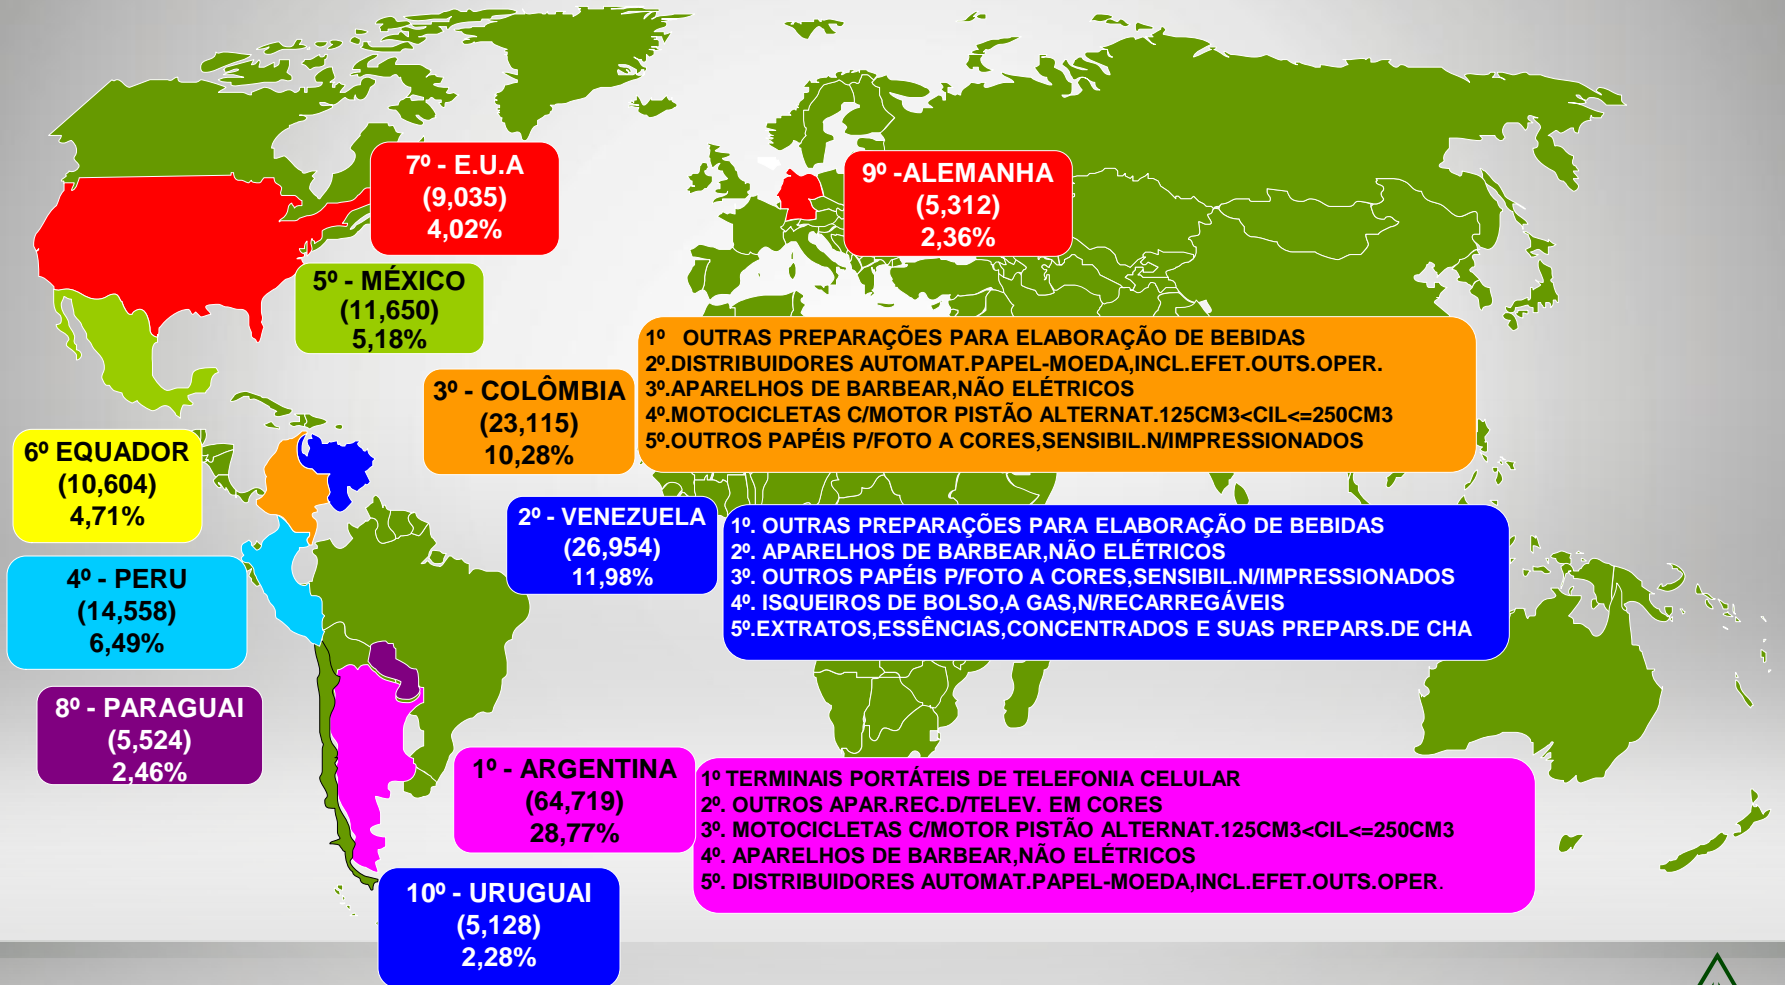 7º - E.U.A
(9,035)
4,02%
9º -ALEMANHA
(5,312)
2,36%
5º - MÉXICO
(11,650)
5,18%
3º - COLÔMBIA
(23,115)
10,28%
1º OUTRAS PREPARAÇÕES PARA ELABORAÇÃO DE BEBIDAS
2º.DISTRIBUIDORES AUTOMAT.PAPEL-MOEDA,INCL.EFET.OUTS.OPER.
3º.APARELHOS DE BARBEAR,NÃO ELÉTRICOS
4º.MOTOCICLETAS C/MOTOR PISTÃO ALTERNAT.125CM3<CIL<=250CM3
5º.OUTROS PAPÉIS P/FOTO A CORES,SENSIBIL.N/IMPRESSIONADOS
6º EQUADOR
(10,604)
4,71%
2º - VENEZUELA
(26,954)
11,98%
1º. OUTRAS PREPARAÇÕES PARA ELABORAÇÃO DE BEBIDAS
2º. APARELHOS DE BARBEAR,NÃO ELÉTRICOS
3º. OUTROS PAPÉIS P/FOTO A CORES,SENSIBIL.N/IMPRESSIONADOS
4º. ISQUEIROS DE BOLSO,A GAS,N/RECARREGÁVEIS
5º.EXTRATOS,ESSÊNCIAS,CONCENTRADOS E SUAS PREPARS.DE CHA
4º - PERU
(14,558)
6,49%
8º - PARAGUAI
(5,524)
2,46%
1º - ARGENTINA
(64,719)
28,77%
1º TERMINAIS PORTÁTEIS DE TELEFONIA CELULAR
2º. OUTROS APAR.REC.D/TELEV. EM CORES
3º. MOTOCICLETAS C/MOTOR PISTÃO ALTERNAT.125CM3<CIL<=250CM3
4º. APARELHOS DE BARBEAR,NÃO ELÉTRICOS
5º. DISTRIBUIDORES AUTOMAT.PAPEL-MOEDA,INCL.EFET.OUTS.OPER.
10º - URUGUAI
(5,128)
2,28%